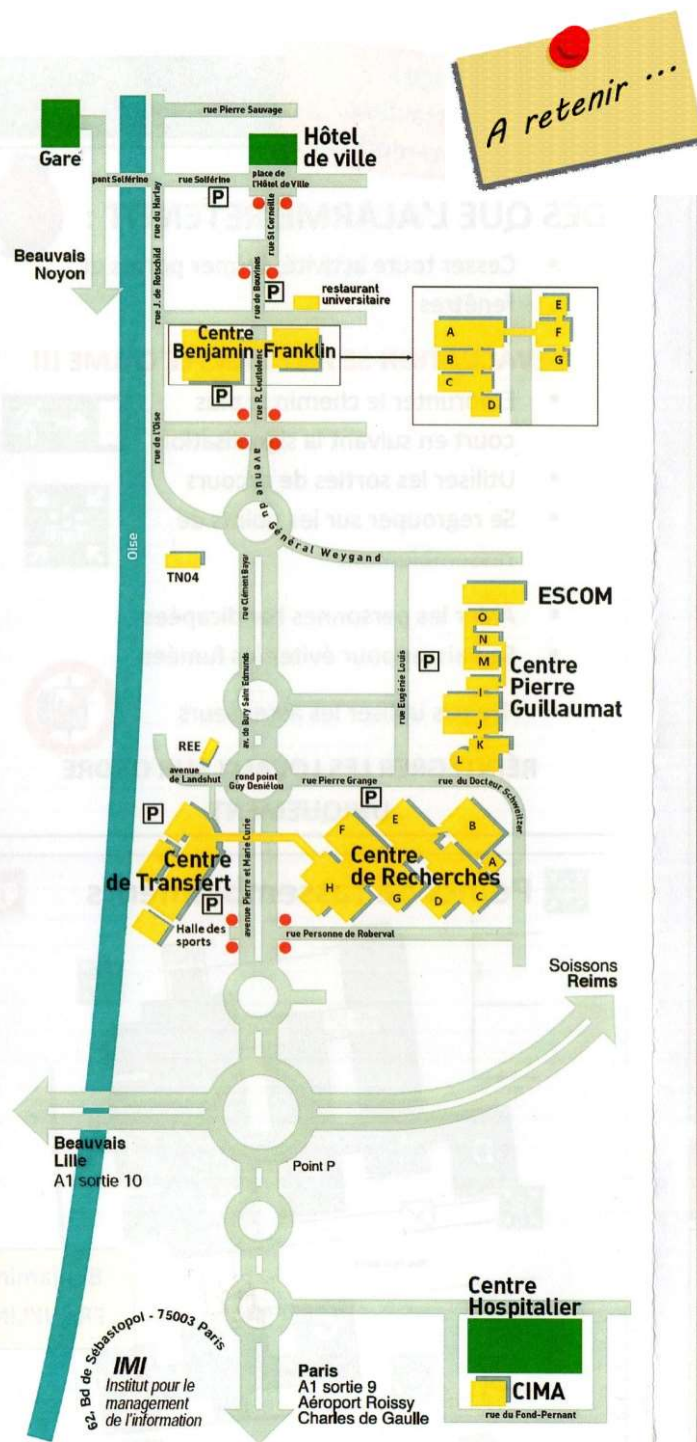 A retenir ...
rue Pierre Sauvage
Hôtel
de ville
Gare
pont Solférino
rue Solférino
place de
l'Hôtel de Ville
P
rue du Harlay
rue St Corneille
Beauvais
Noyon
rue J. de Rotschild
rue de Bouvines
P
restaurant
universitaire
Centre
Benjamin Franklin
A
B
C
D
E
F
G
P
rue R. Couttolenc
rue de l'Oise
avenue du Général Weygand
Oise
TN04
rue Clément Bayar
ESCOM
O
N
M
I
J
K
L
Centre
Pierre
Guillaumat
P
rue Eugénie Louis
av. de Bury Saint Edmunds
REE
avenue
de Landshut
rond point
Guy Deniélou
rue Pierre Grange
rue du Docteur Schweitzer
P
P
Centre
de Transfert
P
Halle des
sports
avenue Pierre et Marie Curie
F
E
B
Centre
de Recherches
A
H
G
D
C
rue Personne de Roberval
Soissons
Reims
Beauvais
Lille
A1 sortie 10
Point P
Centre
Hospitalier
CIMA
rue du Fond-Pernant
62, Bd de Sébastopol - 75003 Paris
IMI
Institut pour le
management
de l'information
Paris
A1 sortie 9
Aéroport Roissy
Charles de Gaulle